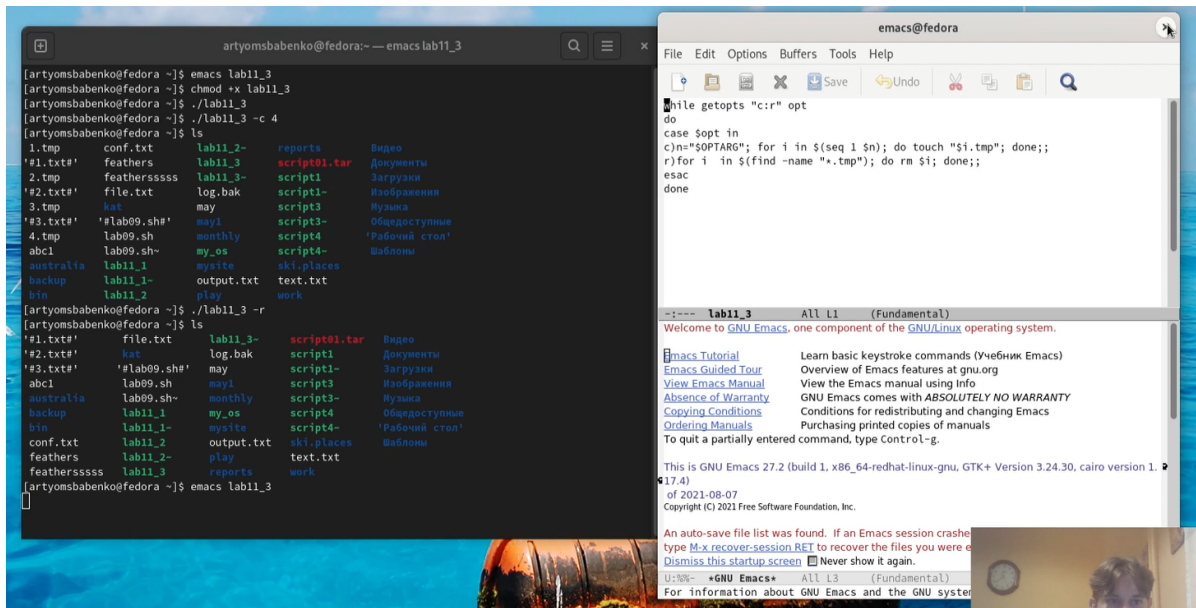 artyomsbabenko@fedora:~ — emacs lab11_3
[artyomsbabenko@fedora ~]$ emacs lab11_3
[artyomsbabenko@fedora ~]$ chmod +x lab11_3
[artyomsbabenko@fedora ~]$ ./lab11_3
[artyomsbabenko@fedora ~]$ ./lab11_3 -c 4
[artyomsbabenko@fedora ~]$ ls
1.tmp conf.txt lab11_2~ reports Видео
'#1.txt#' feathers lab11_3 script01.tar Документы
2.tmp feathersssss lab11_3~ script1 Загрузки
'#2.txt#' file.txt log.bak script1~ Изображения
3.tmp kat may script3 Музыка
'#3.txt#' '#lab09.sh#' may1 script3~ Общедоступные
4.tmp lab09.sh monthly script4 'Рабочий стол'
abc1 lab09.sh~ my_os script4~ Шаблоны
australia lab11_1 mysite ski.places
backup lab11_1~ output.txt text.txt
bin lab11_2 play work
[artyomsbabenko@fedora ~]$ ./lab11_3 -r
[artyomsbabenko@fedora ~]$ ls
'#1.txt#' file.txt lab11_3~ script01.tar Видео
'#2.txt#' kat log.bak script1 Документы
'#3.txt#' '#lab09.sh#' may script1~ Загрузки
abc1 lab09.sh may1 script3 Изображения
australia lab09.sh~ monthly script3~ Музыка
backup lab11_1 my_os script4 Общедоступные
bin lab11_1~ mysite script4~ 'Рабочий стол'
conf.txt lab11_2 output.txt ski.places Шаблоны
feathers lab11_2~ play text.txt
feathersssss lab11_3 reports work
[artyomsbabenko@fedora ~]$ emacs lab11_3
emacs@fedora
File Edit Options Buffers Tools Help
Save Undo
while getopts "c:r" opt
do
case $opt in
c)n="$OPTARG"; for i in $(seq 1 $n); do touch "$i.tmp"; done;;
r)for i in $(find -name "*.tmp"); do rm $i; done;;
esac
done
-:--- lab11_3 All L1 (Fundamental)
Welcome to GNU Emacs, one component of the GNU/Linux operating system.
Emacs Tutorial Learn basic keystroke commands (Учебник Emacs)
Emacs Guided Tour Overview of Emacs features at gnu.org
View Emacs Manual View the Emacs manual using Info
Absence of Warranty GNU Emacs comes with ABSOLUTELY NO WARRANTY
Copying Conditions Conditions for redistributing and changing Emacs
Ordering Manuals Purchasing printed copies of manuals
To quit a partially entered command, type Control-g.
This is GNU Emacs 27.2 (build 1, x86_64-redhat-linux-gnu, GTK+ Version 3.24.30, cairo version 1.
17.4)
of 2021-08-07
Copyright (C) 2021 Free Software Foundation, Inc.
An auto-save file list was found. If an Emacs session crashe
type M-x recover-session RET to recover the files you were e
Dismiss this startup screen Never show it again.
U:%%- *GNU Emacs* All L3 (Fundamental)
For information about GNU Emacs and the GNU system